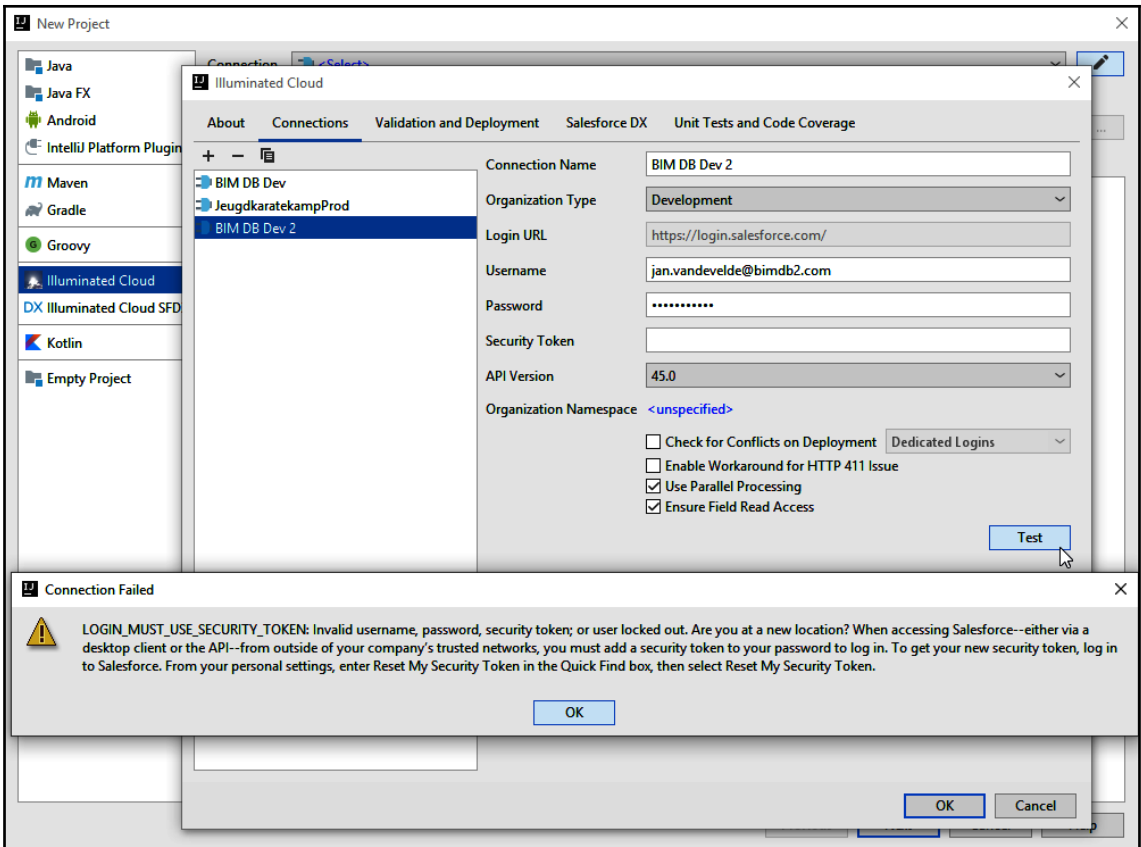 New Project
Java
Java FX
Android
IntelliJ Platform Plugin
Maven
Gradle
Groovy
Illuminated Cloud
DX Illuminated Cloud SFD
Kotlin
Empty Project
Connection <Select>
...
Illuminated Cloud
About Connections Validation and Deployment Salesforce DX Unit Tests and Code Coverage
BIM DB Dev
JeugdkaratekampProd
BIM DB Dev 2
Connection Name BIM DB Dev 2
Organization Type Development
Login URL https://login.salesforce.com/
Username jan.vandevelde@bimdb2.com
Password •••••••••••
Security Token
API Version 45.0
Organization Namespace <unspecified>
Check for Conflicts on Deployment Dedicated Logins
Enable Workaround for HTTP 411 Issue
Use Parallel Processing
Ensure Field Read Access
Test
Connection Failed
LOGIN_MUST_USE_SECURITY_TOKEN: Invalid username, password, security token; or user locked out. Are you at a new location? When accessing Salesforce--either via a
desktop client or the API--from outside of your company's trusted networks, you must add a security token to your password to log in. To get your new security token, log in
to Salesforce. From your personal settings, enter Reset My Security Token in the Quick Find box, then select Reset My Security Token.
OK
OK Cancel